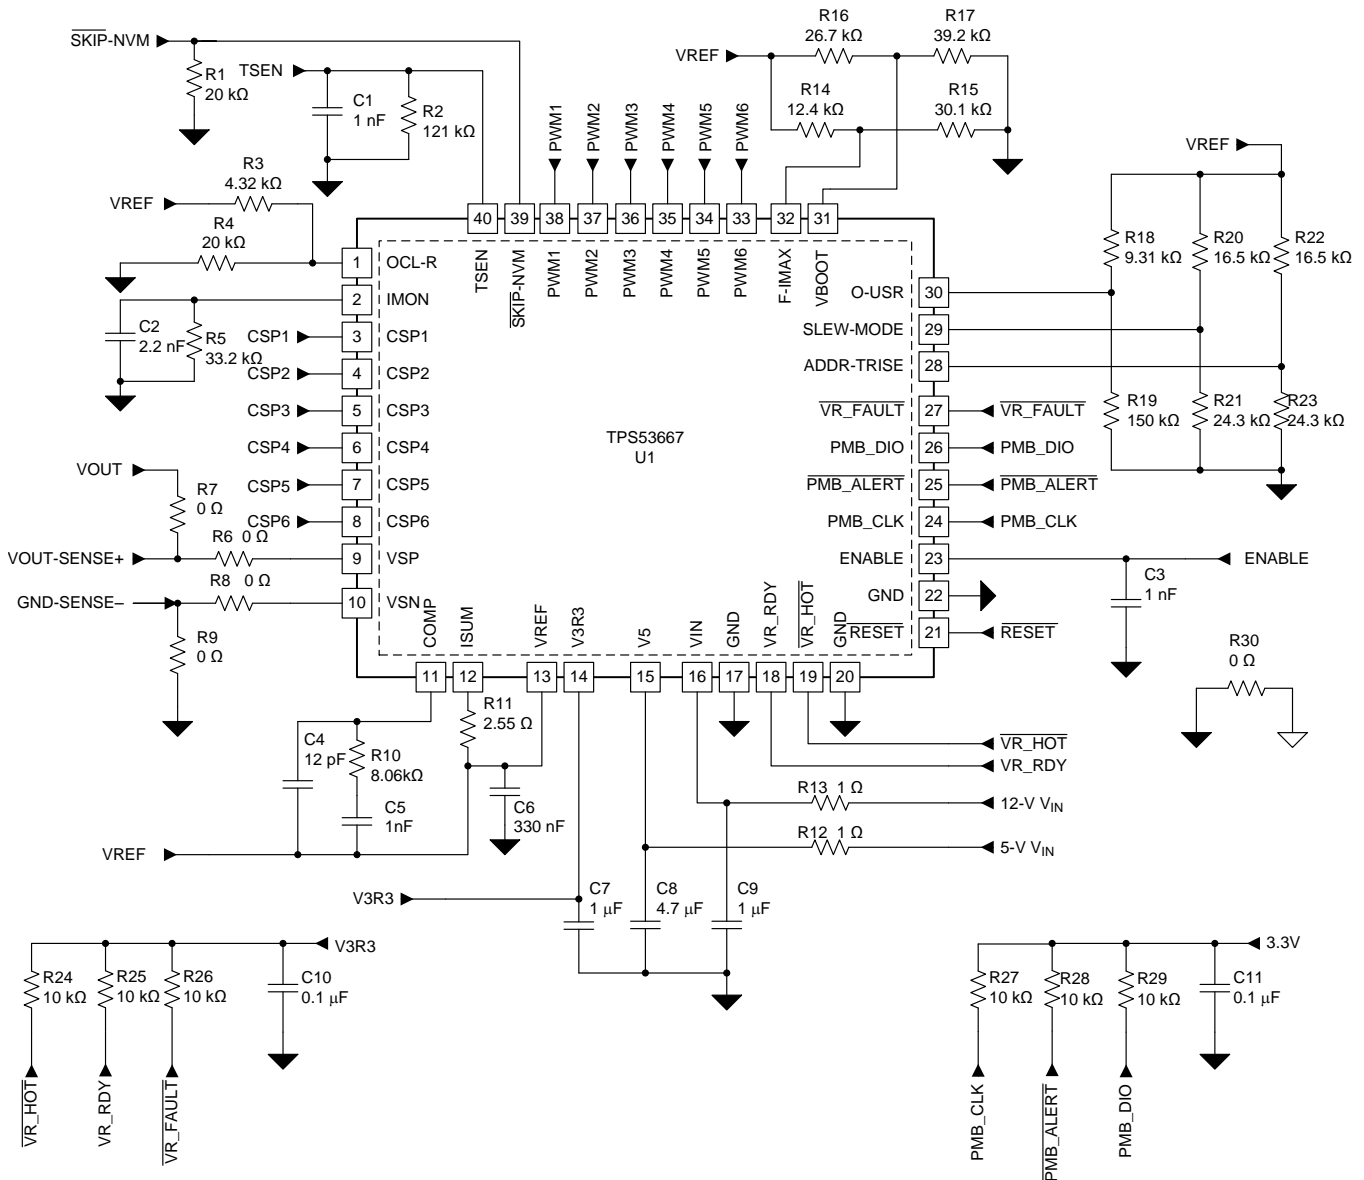 SKIP-NVM
R1
20 kΩ
TSEN
C1
1 nF
R2
121 kΩ
PWM1
PWM2
PWM3
PWM4
PWM5
PWM6
VREF
R16
26.7 kΩ
R17
39.2 kΩ
R14
12.4 kΩ
R15
30.1 kΩ
VREF
R18
9.31 kΩ
R20
16.5 kΩ
R22
16.5 kΩ
R19
150 kΩ
R21
24.3 kΩ
R23
24.3 kΩ
R3
4.32 kΩ
VREF
R4
20 kΩ
C2
2.2 nF
R5
33.2 kΩ
CSP1
CSP2
CSP3
CSP4
CSP5
CSP6
VOUT
R7
0 Ω
R6 0 Ω
VOUT-SENSE+
R8 0 Ω
GND-SENSE–
R9
0 Ω
40
39
38
37
36
35
34
33
32
31
TSEN
SKIP-NVM
PWM1
PWM2
PWM3
PWM4
PWM5
PWM6
F-IMAX
VBOOT
1 OCL-R
2 IMON
3 CSP1
4 CSP2
5 CSP3
6 CSP4
7 CSP5
8 CSP6
9 VSP
10 VSN
TPS53667
U1
O-USR 30
SLEW-MODE 29
ADDR-TRISE 28
VR_FAULT 27 VR_FAULT
PMB_DIO 26 PMB_DIO
PMB_ALERT 25 PMB_ALERT
PMB_CLK 24 PMB_CLK
ENABLE 23 ENABLE
GND 22
RESET 21 RESET
C3
1 nF
R30
0 Ω
COMP
ISUM
VREF
V3R3
V5
VIN
GND
VR_RDY
VR_HOT
GND
11
12
13
14
15
16
17
18
19
20
R11
2.55 Ω
C4
12 pF
R10
8.06kΩ
C5
1nF
C6
330 nF
VREF
VR_HOT
VR_RDY
R13 1 Ω
12-V VIN
R12 1 Ω
5-V VIN
V3R3
C7
1 µF
C8
4.7 µF
C9
1 µF
V3R3
R24
10 kΩ
R25
10 kΩ
R26
10 kΩ
C10
0.1 µF
VR_HOT
VR_RDY
VR_FAULT
3.3V
R27
10 kΩ
R28
10 kΩ
R29
10 kΩ
C11
0.1 µF
PMB_CLK
PMB_ALERT
PMB_DIO